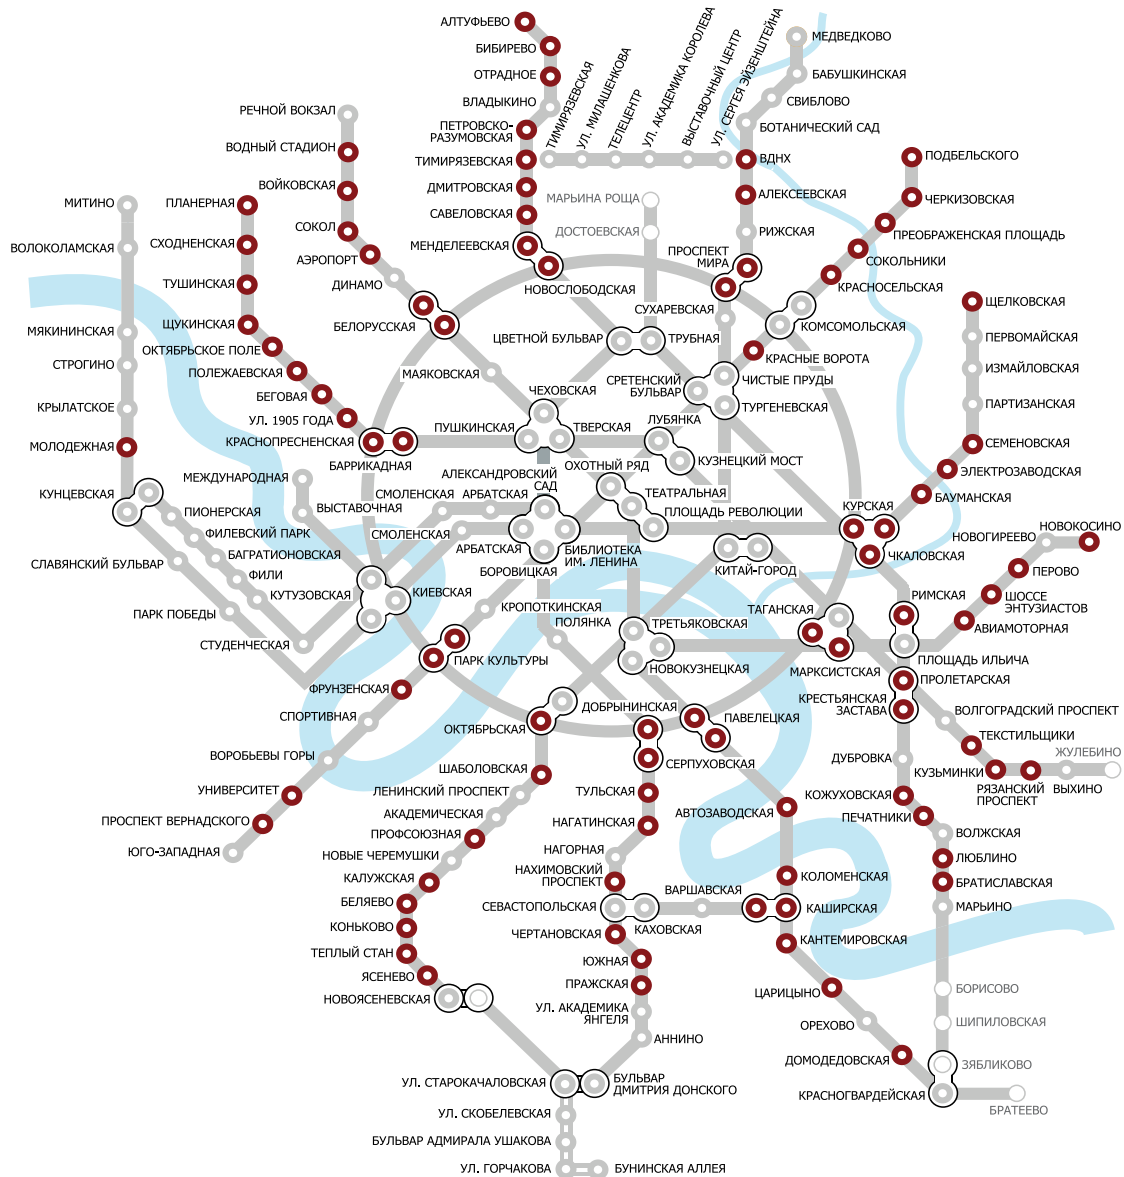 АЛТУФЬЕВО
БИБИРЕВО
ОТРАДНОЕ
ВЛАДЫКИНО
ПЕТРОВСКО-
РАЗУМОВСКАЯ
ТИМИРЯЗЕВСКАЯ
ДМИТРОВСКАЯ
САВЕЛОВСКАЯ
МЕНДЕЛЕЕВСКАЯ
НОВОСЛОБОДСКАЯ
ТИМИРЯЗЕВСКАЯ
УЛ. МИЛАШЕНКОВА
ТЕЛЕЦЕНТР
УЛ. АКАДЕМИКА КОРОЛЕВА
ВЫСТАВОЧНЫЙ ЦЕНТР
УЛ. СЕРГЕЯ ЭЙЗЕНШТЕЙНА
МЕДВЕДКОВО
БАБУШКИНСКАЯ
СВИБЛОВО
БОТАНИЧЕСКИЙ САД
ВДНХ
АЛЕКСЕЕВСКАЯ
РИЖСКАЯ
ПРОСПЕКТ
МИРА
СУХАРЕВСКАЯ
МАРЬИНА РОЩА
ДОСТОЕВСКАЯ
ЦВЕТНОЙ БУЛЬВАР
ТРУБНАЯ
ПОДБЕЛЬСКОГО
ЧЕРКИЗОВСКАЯ
ПРЕОБРАЖЕНСКАЯ ПЛОЩАДЬ
СОКОЛЬНИКИ
КРАСНОСЕЛЬСКАЯ
КОМСОМОЛЬСКАЯ
КРАСНЫЕ ВОРОТА
ЧИСТЫЕ ПРУДЫ
СРЕТЕНСКИЙ
БУЛЬВАР
ТУРГЕНЕВСКАЯ
РЕЧНОЙ ВОКЗАЛ
ВОДНЫЙ СТАДИОН
ВОЙКОВСКАЯ
СОКОЛ
АЭРОПОРТ
ДИНАМО
БЕЛОРУССКАЯ
МАЯКОВСКАЯ
МИТИНО
ВОЛОКОЛАМСКАЯ
МЯКИНИНСКАЯ
СТРОГИНО
КРЫЛАТСКОЕ
МОЛОДЕЖНАЯ
КУНЦЕВСКАЯ
ПЛАНЕРНАЯ
СХОДНЕНСКАЯ
ТУШИНСКАЯ
ЩУКИНСКАЯ
ОКТЯБРЬСКОЕ ПОЛЕ
ПОЛЕЖАЕВСКАЯ
БЕГОВАЯ
УЛ. 1905 ГОДА
КРАСНОПРЕСНЕНСКАЯ
БАРРИКАДНАЯ
ЧЕХОВСКАЯ
ПУШКИНСКАЯ
ТВЕРСКАЯ
ЛУБЯНКА
КУЗНЕЦКИЙ МОСТ
ЩЕЛКОВСКАЯ
ПЕРВОМАЙСКАЯ
ИЗМАЙЛОВСКАЯ
ПАРТИЗАНСКАЯ
СЕМЕНОВСКАЯ
ЭЛЕКТРОЗАВОДСКАЯ
БАУМАНСКАЯ
КУРСКАЯ
ЧКАЛОВСКАЯ
МЕЖДУНАРОДНАЯ
ВЫСТАВОЧНАЯ
СМОЛЕНСКАЯ
АРБАТСКАЯ
АЛЕКСАНДРОВСКИЙ
САД
ОХОТНЫЙ РЯД
ТЕАТРАЛЬНАЯ
ПЛОЩАДЬ РЕВОЛЮЦИИ
СМОЛЕНСКАЯ
АРБАТСКАЯ
БИБЛИОТЕКА
ИМ. ЛЕНИНА
БОРОВИЦКАЯ
КИТАЙ-ГОРОД
ПИОНЕРСКАЯ
ФИЛЕВСКИЙ ПАРК
БАГРАТИОНОВСКАЯ
ФИЛИ
КУТУЗОВСКАЯ
СТУДЕНЧЕСКАЯ
СЛАВЯНСКИЙ БУЛЬВАР
ПАРК ПОБЕДЫ
КИЕВСКАЯ
КРОПОТКИНСКАЯ
ПОЛЯНКА
ТРЕТЬЯКОВСКАЯ
НОВОКУЗНЕЦКАЯ
ТАГАНСКАЯ
МАРКСИСТСКАЯ
РИМСКАЯ
ПЛОЩАДЬ ИЛЬИЧА
НОВОКОСИНО
НОВОГИРЕЕВО
ПЕРОВО
ШОССЕ
ЭНТУЗИАСТОВ
АВИАМОТОРНАЯ
ПРОЛЕТАРСКАЯ
КРЕСТЬЯНСКАЯ
ЗАСТАВА
ВОЛГОГРАДСКИЙ ПРОСПЕКТ
ТЕКСТИЛЬЩИКИ
КУЗЬМИНКИ
РЯЗАНСКИЙ
ПРОСПЕКТ
ВЫХИНО
ЖУЛЕБИНО
ДУБРОВКА
КОЖУХОВСКАЯ
ПЕЧАТНИКИ
ВОЛЖСКАЯ
ЛЮБЛИНО
БРАТИСЛАВСКАЯ
МАРЬИНО
БОРИСОВО
ШИПИЛОВСКАЯ
ЗЯБЛИКОВО
КРАСНОГВАРДЕЙСКАЯ
БРАТЕЕВО
ПАРК КУЛЬТУРЫ
ФРУНЗЕНСКАЯ
СПОРТИВНАЯ
ВОРОБЬЕВЫ ГОРЫ
УНИВЕРСИТЕТ
ПРОСПЕКТ ВЕРНАДСКОГО
ЮГО-ЗАПАДНАЯ
ОКТЯБРЬСКАЯ
ДОБРЫНИНСКАЯ
СЕРПУХОВСКАЯ
ПАВЕЛЕЦКАЯ
ШАБОЛОВСКАЯ
ЛЕНИНСКИЙ ПРОСПЕКТ
АКАДЕМИЧЕСКАЯ
ПРОФСОЮЗНАЯ
НОВЫЕ ЧЕРЕМУШКИ
КАЛУЖСКАЯ
БЕЛЯЕВО
КОНЬКОВО
ТЕПЛЫЙ СТАН
ЯСЕНЕВО
НОВОЯСЕНЕВСКАЯ
ТУЛЬСКАЯ
НАГАТИНСКАЯ
НАГОРНАЯ
НАХИМОВСКИЙ
ПРОСПЕКТ
СЕВАСТОПОЛЬСКАЯ
КАХОВСКАЯ
ВАРШАВСКАЯ
ЧЕРТАНОВСКАЯ
ЮЖНАЯ
ПРАЖСКАЯ
УЛ. АКАДЕМИКА
ЯНГЕЛЯ
АННИНО
АВТОЗАВОДСКАЯ
КОЛОМЕНСКАЯ
КАШИРСКАЯ
КАНТЕМИРОВСКАЯ
ЦАРИЦЫНО
ОРЕХОВО
ДОМОДЕДОВСКАЯ
УЛ. СТАРОКАЧАЛОВСКАЯ
БУЛЬВАР
ДМИТРИЯ ДОНСКОГО
УЛ. СКОБЕЛЕВСКАЯ
БУЛЬВАР АДМИРАЛА УШАКОВА
УЛ. ГОРЧАКОВА
БУНИНСКАЯ АЛЛЕЯ